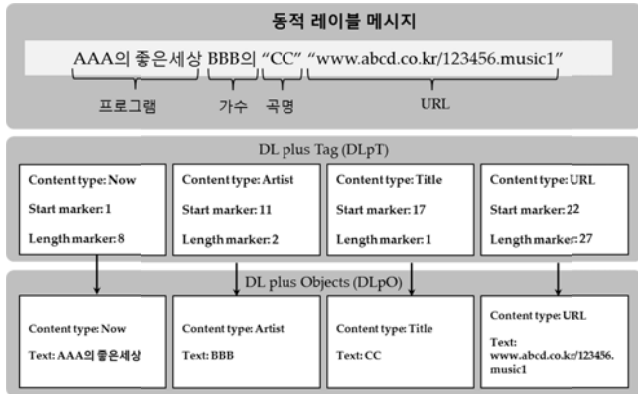 동적 레이블 메시지
AAA의 좋은세상 BBB의 “CC” “www.abcd.co.kr/123456.music1”
프로그램 가수 곡명 URL
DL plus Tag (DLpT)
Content type: Now
Start marker: 1
Length marker: 8
Content type: Artist
Start marker: 11
Length marker: 2
Content type: Title
Start marker: 17
Length marker: 1
Content type: URL
Start marker: 22
Length marker: 27
DL plus Objects (DLpO)
Content type: Now
Text: AAA의 좋은세상
Content type: Artist
Text: BBB
Content type: Title
Text: CC
Content type: URL
Text:
www.abcd.co.kr/123456.
music1